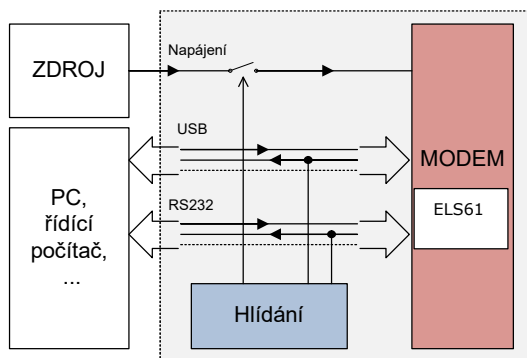 ZDROJ
Napájení
USB
MODEM
PC,
řídící
počítač,
...
RS232
ELS61
Hlídání